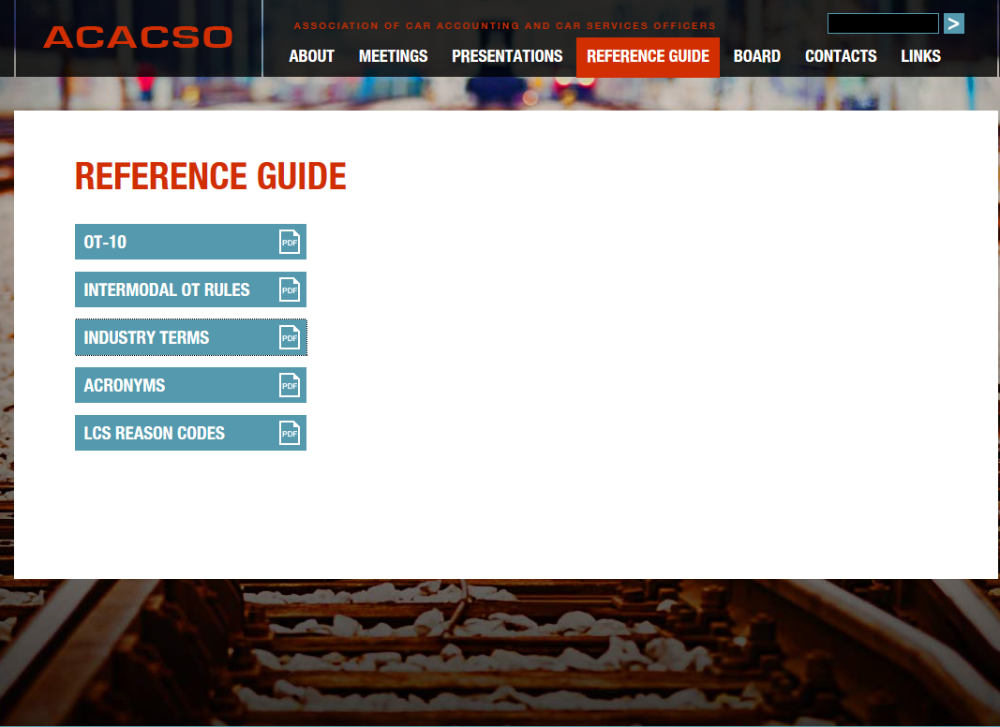 ACACSO
ASSOCIATION OF CAR ACCOUNTING AND CAR SERVICES OFFICERS
>
ABOUT MEETINGS PRESENTATIONS REFERENCE GUIDE BOARD CONTACTS LINKS
REFERENCE GUIDE
OT-10 PDF
INTERMODAL OT RULES PDF
INDUSTRY TERMS PDF
ACRONYMS PDF
LCS REASON CODES PDF